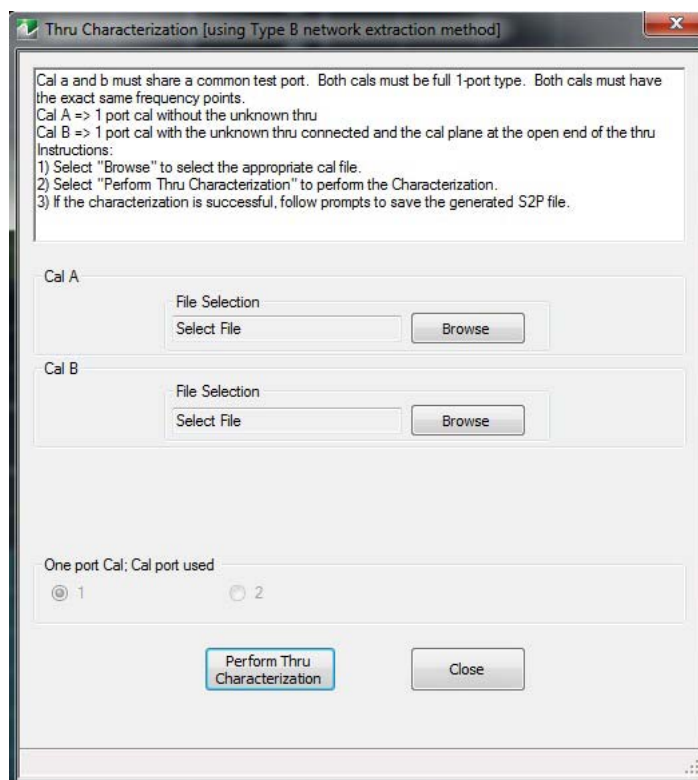 Thru Characterization [using Type B network extraction method]
Cal a and b must share a common test port. Both cals must be full 1-port type. Both cals must have
the exact same frequency points.
Cal A => 1 port cal without the unknown thru
Cal B => 1 port cal with the unknown thru connected and the cal plane at the open end of the thru
Instructions:
1) Select "Browse" to select the appropriate cal file.
2) Select "Perform Thru Characterization" to perform the Characterization.
3) If the characterization is successful, follow prompts to save the generated S2P file.
Cal A
File Selection
Select File
Browse
Cal B
File Selection
Select File
Browse
One port Cal; Cal port used
1
2
Perform Thru
Characterization
Close